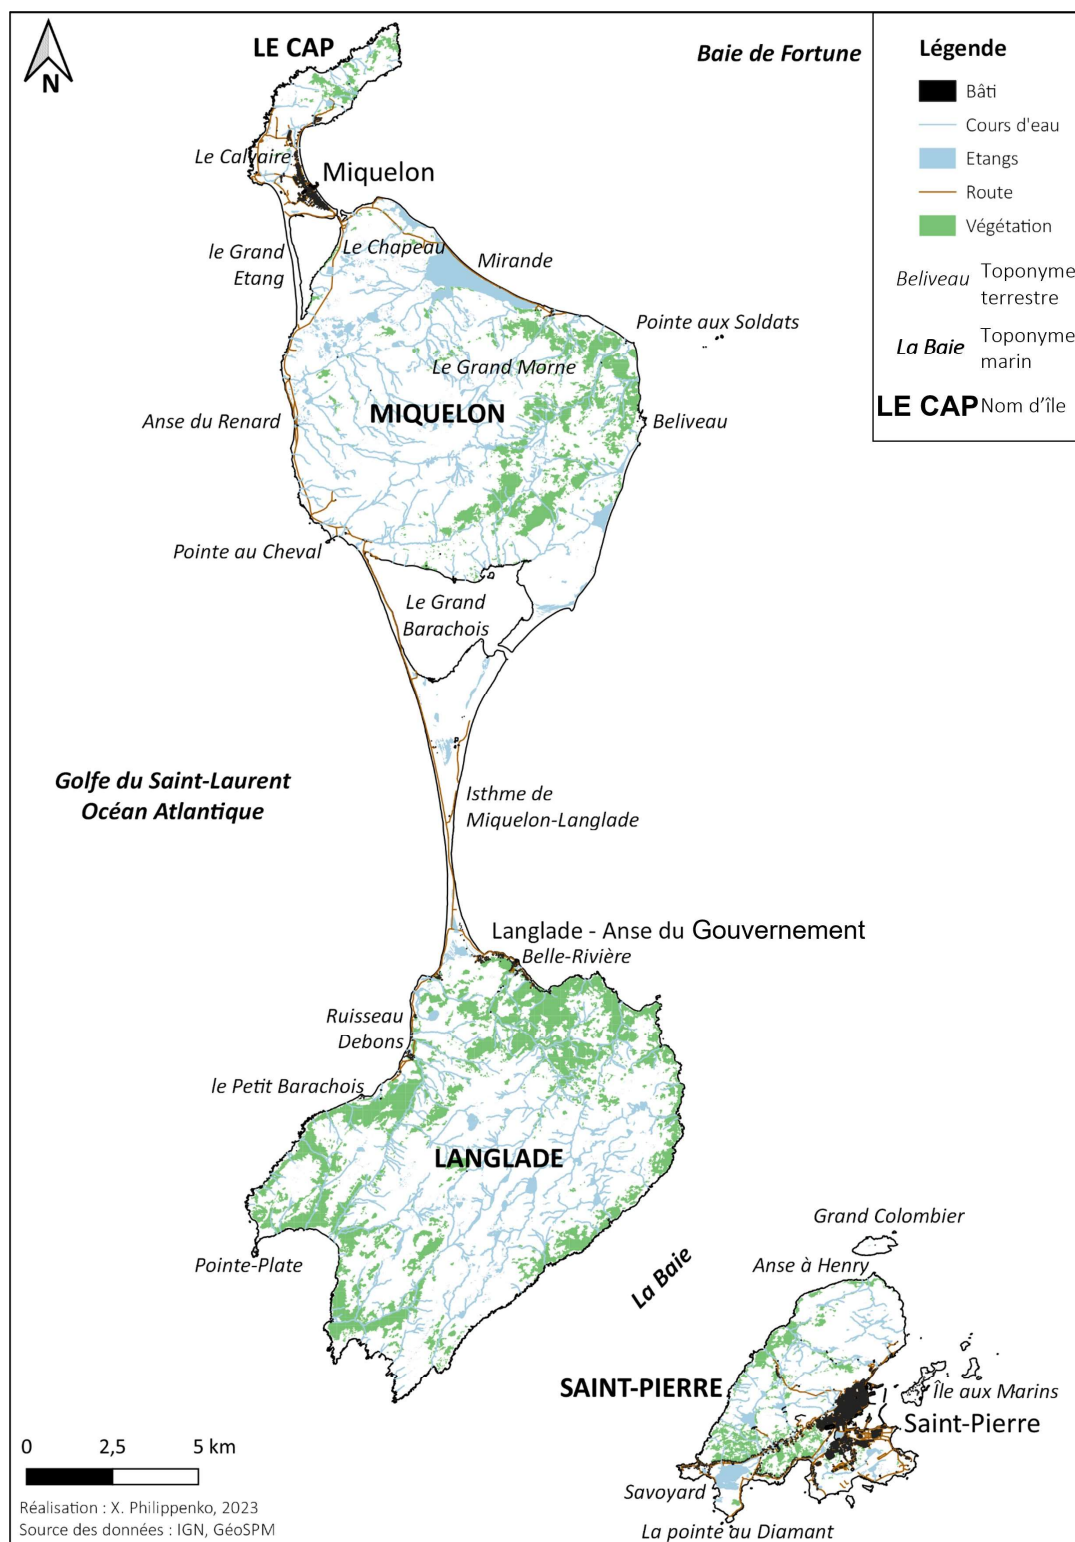 N
LE CAP
Baie de Fortune
Le Calvaire
Miquelon
le Grand
Etang
Le Chapeau
Mirande
Pointe aux Soldats
Le Grand Morne
MIQUELON
Anse du Renard
Beliveau
Pointe au Cheval
Le Grand
Barachois
Golfe du Saint-Laurent
Océan Atlantique
Isthme de
Miquelon-Langlade
Langlade - Anse du Gouvernement
Belle-Rivière
Ruisseau
Debons
le Petit Barachois
LANGLADE
Pointe-Plate
La Baie
Grand Colombier
Anse à Henry
SAINT-PIERRE
Île aux Marins
Saint-Pierre
Savoyard
La pointe au Diamant
Légende
Bâti
Cours d'eau
Etangs
Route
Végétation
Beliveau Toponyme
terrestre
La Baie Toponyme
marin
LE CAP Nom d'île
0 2,5 5 km
Réalisation : X. Philippenko, 2023
Source des données : IGN, GéoSPM